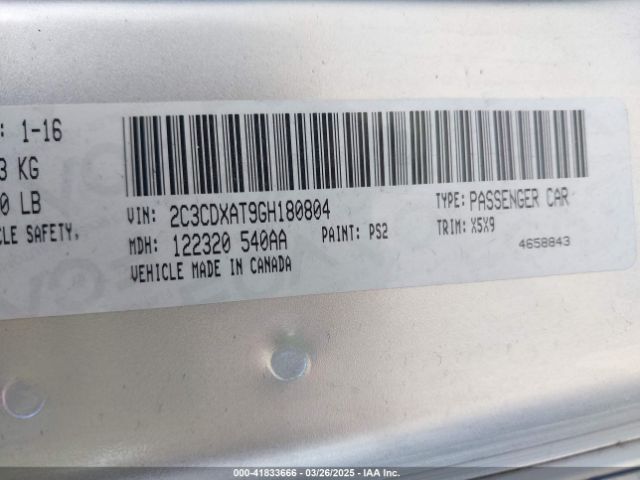 : 1-16
3 KG
0 LB
CLE SAFETY,
VIN: 2C3CDXAT9GH180804
TYPE: PASSENGER CAR
MDH: 122320 540AA
PAINT: PS2
TRIM: X5X9
VEHICLE MADE IN CANADA
4658843
000-41833666 - 03/26/2025 - IAA Inc.